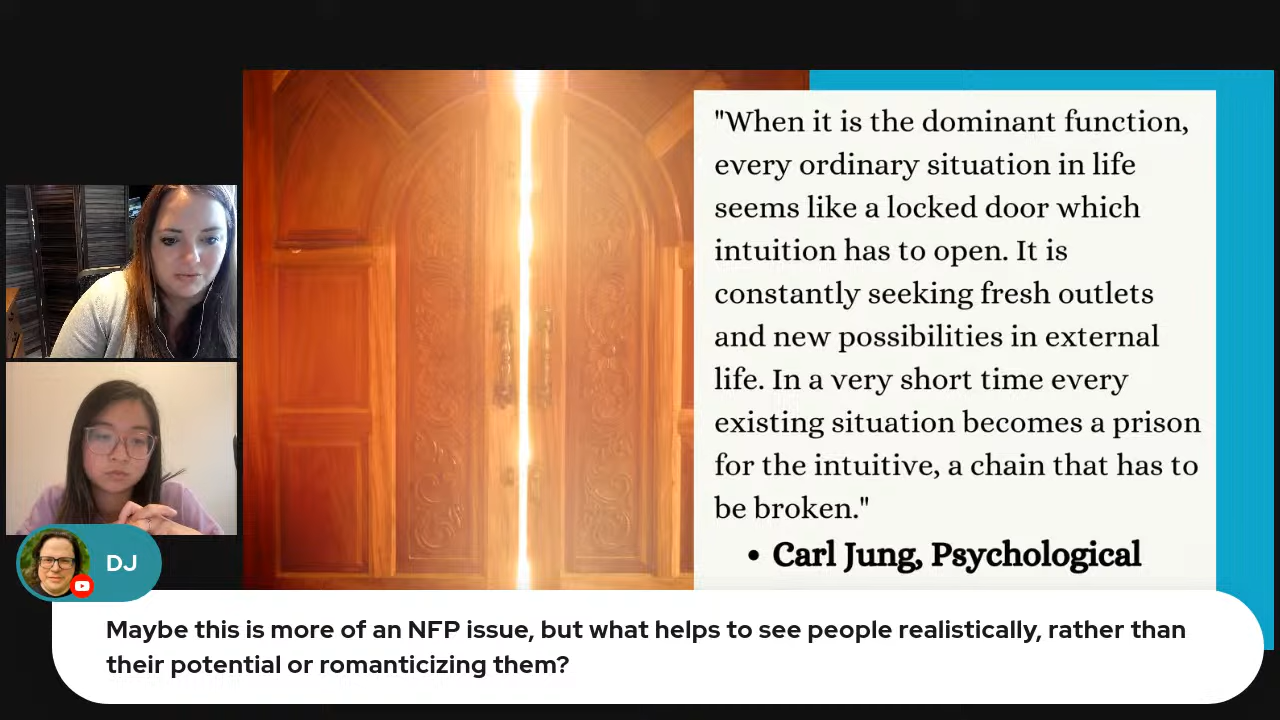 "When it is the dominant function,
every ordinary situation in life
seems like a locked door which
intuition has to open. It is
constantly seeking fresh outlets
and new possibilities in external
life. In a very short time every
existing situation becomes a prison
for the intuitive, a chain that has to
be broken."
• Carl Jung, Psychological
DJ
Maybe this is more of an NFP issue, but what helps to see people realistically, rather than
their potential or romanticizing them?